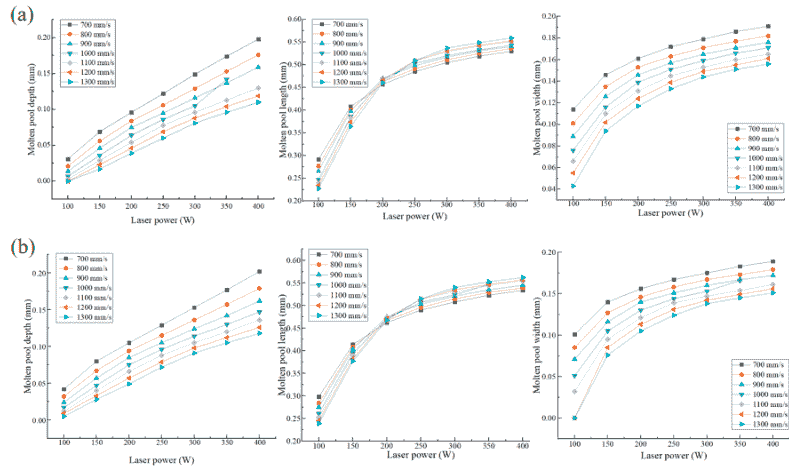 (a)
Molten pool depth (mm)
0.20
0.15
0.10
0.05
0.00
700 mm/s
800 mm/s
900 mm/s
1000 mm/s
1100 mm/s
1200 mm/s
1300 mm/s
100 150 200 250 300 350 400
Laser power (W)
Molten pool length (mm)
0.60
0.55
0.50
0.45
0.40
0.35
0.30
0.25
0.20
700 mm/s
800 mm/s
900 mm/s
1000 mm/s
1100 mm/s
1200 mm/s
1300 mm/s
100 150 200 250 300 350 400
Laser power (W)
Molten pool width (mm)
0.20
0.18
0.16
0.14
0.12
0.10
0.08
0.06
0.04
700 mm/s
800 mm/s
900 mm/s
1000 mm/s
1100 mm/s
1200 mm/s
1300 mm/s
100 150 200 250 300 350 400
Laser power (W)
(b)
Molten pool depth (mm)
0.20
0.15
0.10
0.05
0.00
700 mm/s
800 mm/s
900 mm/s
1000 mm/s
1100 mm/s
1200 mm/s
1300 mm/s
100 150 200 250 300 350 400
Laser power (W)
Molten pool length (mm)
0.60
0.50
0.40
0.30
0.20
700 mm/s
800 mm/s
900 mm/s
1000 mm/s
1100 mm/s
1200 mm/s
1300 mm/s
100 150 200 250 300 350 400
Laser power (W)
Molten pool width (mm)
0.20
0.15
0.10
0.05
0.00
700 mm/s
800 mm/s
900 mm/s
1000 mm/s
1100 mm/s
1200 mm/s
1300 mm/s
100 150 200 250 300 350 400
Laser power (W)